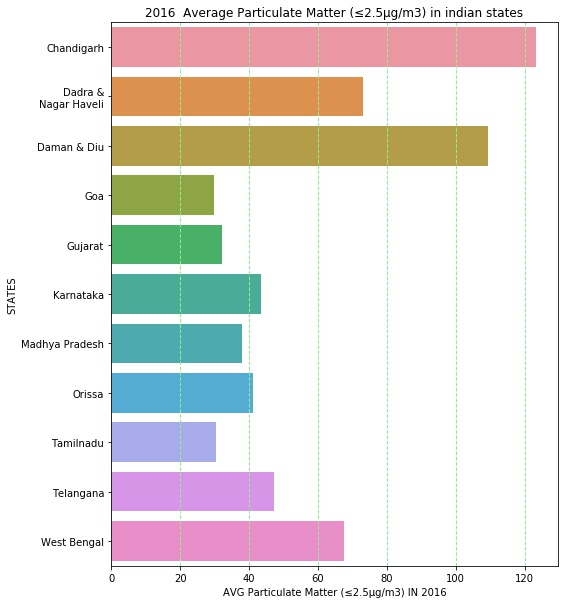 2016  Average Particulate Matter (≤2.5μg/m3) in indian states
STATES
Chandigarh
Dadra &
Nagar Haveli
Daman & Diu
Goa
Gujarat
Karnataka
Madhya Pradesh
Orissa
Tamilnadu
Telangana
West Bengal
0 20 40 60 80 100 120
AVG Particulate Matter (≤2.5μg/m3) IN 2016